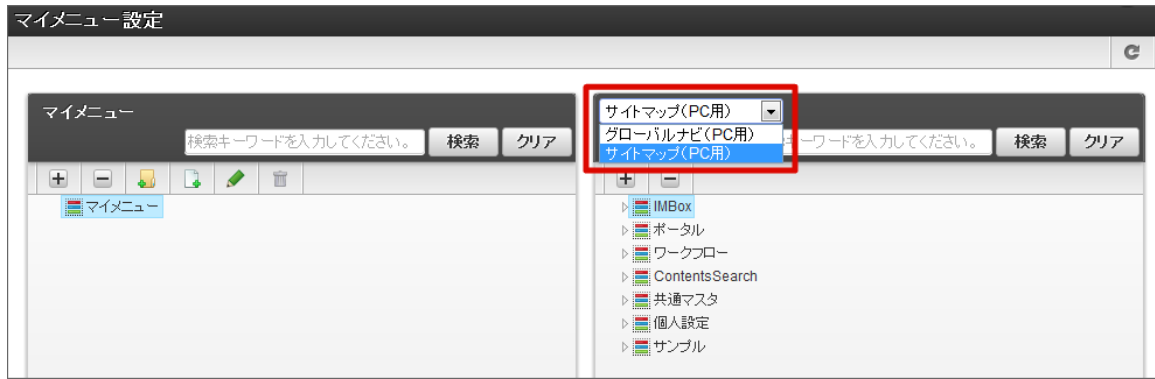 マイメニュー設定
マイメニュー
検索キーワードを入力してください。 検索 クリア
マイメニュー
サイトマップ(PC用)
グローバルナビ(PC用)
サイトマップ(PC用)
ーワードを入力してください。 検索 クリア
IMBox
ポータル
ワークフロー
ContentsSearch
共通マスタ
個人設定
サンプル